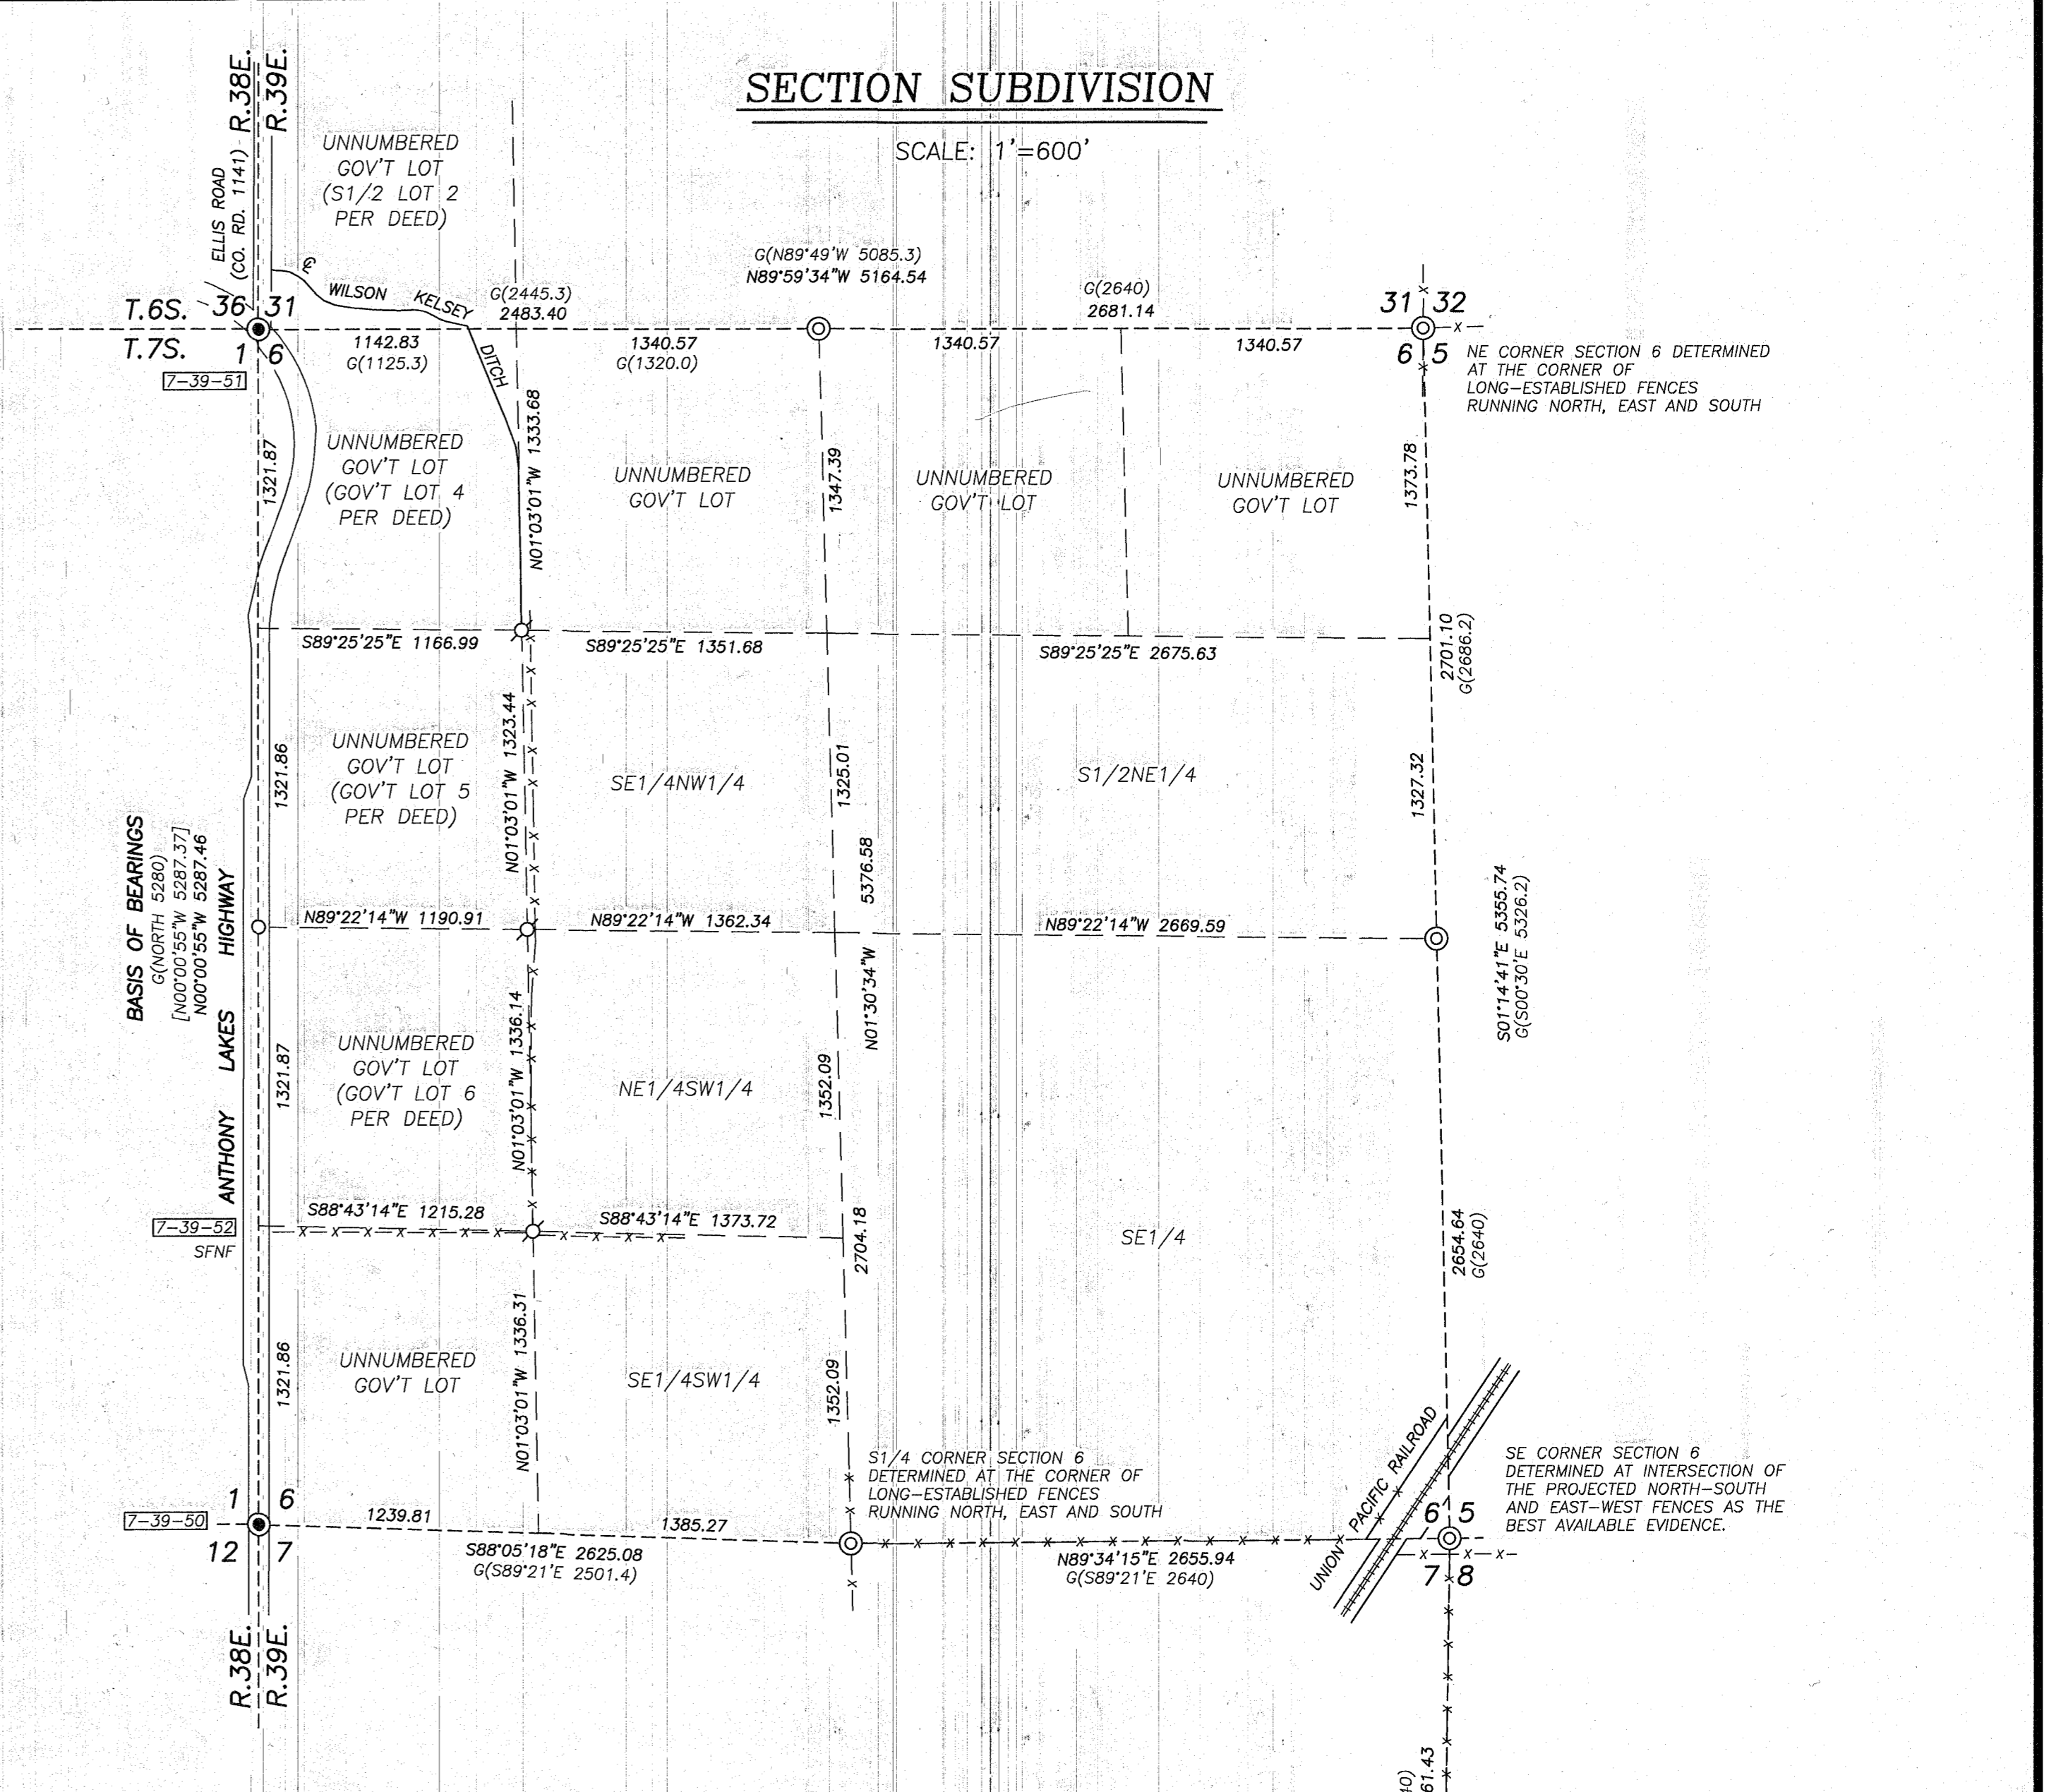 SECTION SUBDIVISION
SCALE: 1'=600'
R.38E.
R.39E.
ELLIS ROAD
(CO. RD. 1141)
UNNUMBERED
GOV'T LOT
(S1/2 LOT 2
PER DEED)
℄
WILSON KELSEY DITCH
G(N89°49'W 5085.3)
N89°59'34"W 5164.54
G(2445.3)
2483.40
G(2640)
2681.14
T.6S.
36 31
T.7S.
1 6
7-39-51
31 32
6 5
NE CORNER SECTION 6 DETERMINED
AT THE CORNER OF
LONG-ESTABLISHED FENCES
RUNNING NORTH, EAST AND SOUTH
1142.83
G(1125.3)
1340.57
G(1320.0)
1340.57
1340.57
1321.87
UNNUMBERED
GOV'T LOT
(GOV'T LOT 4
PER DEED)
N01°03'01"W 1333.68
UNNUMBERED
GOV'T LOT
1347.39
UNNUMBERED
GOV'T LOT
UNNUMBERED
GOV'T LOT
1373.78
S89°25'25"E 1166.99
S89°25'25"E 1351.68
S89°25'25"E 2675.63
2701.10
G(2686.2)
1321.86
UNNUMBERED
GOV'T LOT
(GOV'T LOT 5
PER DEED)
N01°03'01"W 1323.44
SE1/4NW1/4
1325.01
S1/2NE1/4
1327.32
BASIS OF BEARINGS
G(NORTH 5280)
[N00°00'55"W 5287.37]
N00°00'55"W 5287.46
ANTHONY LAKES HIGHWAY
N89°22'14"W 1190.91
N89°22'14"W 1362.34
N89°22'14"W 2669.59
N01°30'34"W 5376.58
S01°14'41"E 5355.74
G(S00°30'E 5326.2)
1321.87
UNNUMBERED
GOV'T LOT
(GOV'T LOT 6
PER DEED)
N01°03'01"W 1336.14
NE1/4SW1/4
1352.09
7-39-52
SFNF
S88°43'14"E 1215.28
S88°43'14"E 1373.72
2704.18
SE1/4
2654.64
G(2640)
1321.86
UNNUMBERED
GOV'T LOT
N01°03'01"W 1336.31
SE1/4SW1/4
1352.09
S1/4 CORNER SECTION 6
DETERMINED AT THE CORNER OF
LONG-ESTABLISHED FENCES
RUNNING NORTH, EAST AND SOUTH
UNION PACIFIC RAILROAD
SE CORNER SECTION 6
DETERMINED AT INTERSECTION OF
THE PROJECTED NORTH-SOUTH
AND EAST-WEST FENCES AS THE
BEST AVAILABLE EVIDENCE.
1 6
7-39-50
12 7
1239.81
1385.27
S88°05'18"E 2625.08
G(S89°21'E 2501.4)
N89°34'15"E 2655.94
G(S89°21'E 2640)
6 5
7 8
R.38E.
R.39E.
61.43
40)